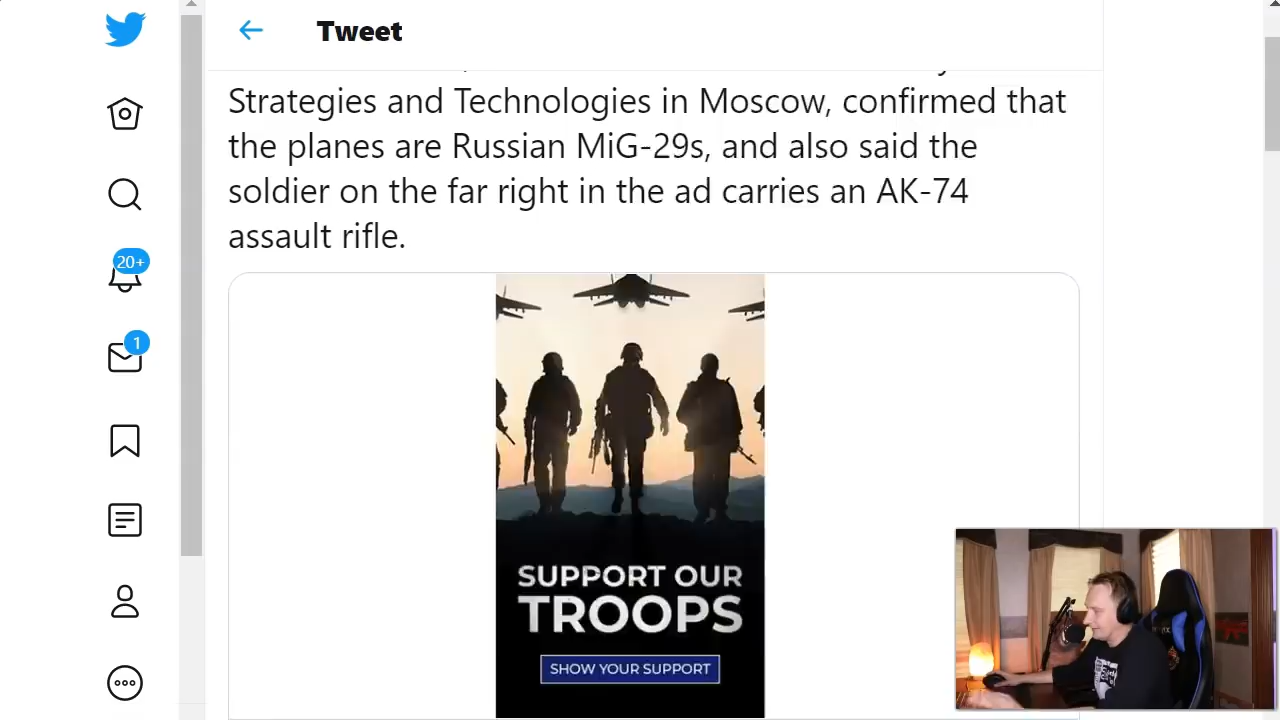 Tweet
Strategies and Technologies in Moscow, confirmed that
the planes are Russian MiG-29s, and also said the
soldier on the far right in the ad carries an AK-74
assault rifle.
20+
1
SUPPORT OUR
TROOPS
SHOW YOUR SUPPORT